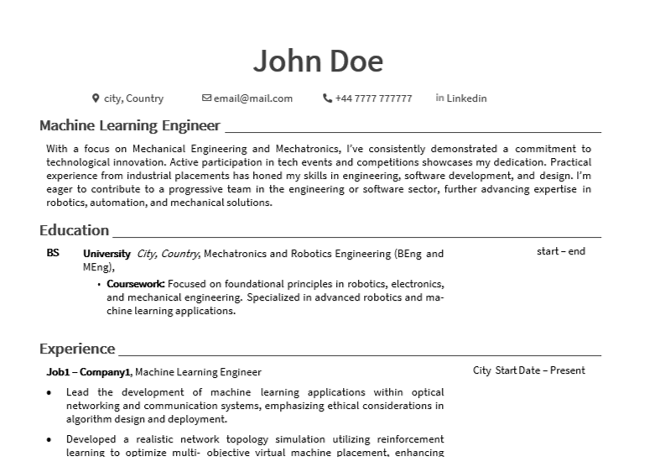 John Doe
city, Country email@mail.com +44 7777 777777 in Linkedin
Machine Learning Engineer
With a focus on Mechanical Engineering and Mechatronics, I've consistently demonstrated a commitment to
technological innovation. Active participation in tech events and competitions showcases my dedication. Practical
experience from industrial placements has honed my skills in engineering, software development, and design. I'm
eager to contribute to a progressive team in the engineering or software sector, further advancing expertise in
robotics, automation, and mechanical solutions.
Education
BS University City, Country, Mechatronics and Robotics Engineering (BEng and start – end
MEng),
• Coursework: Focused on foundational principles in robotics, electronics,
and mechanical engineering. Specialized in advanced robotics and ma-
chine learning applications.
Experience
Job1 – Company1, Machine Learning Engineer City Start Date – Present
• Lead the development of machine learning applications within optical
networking and communication systems, emphasizing ethical considerations in
algorithm design and deployment.
• Developed a realistic network topology simulation utilizing reinforcement
learning to optimize multi- objective virtual machine placement, enhancing